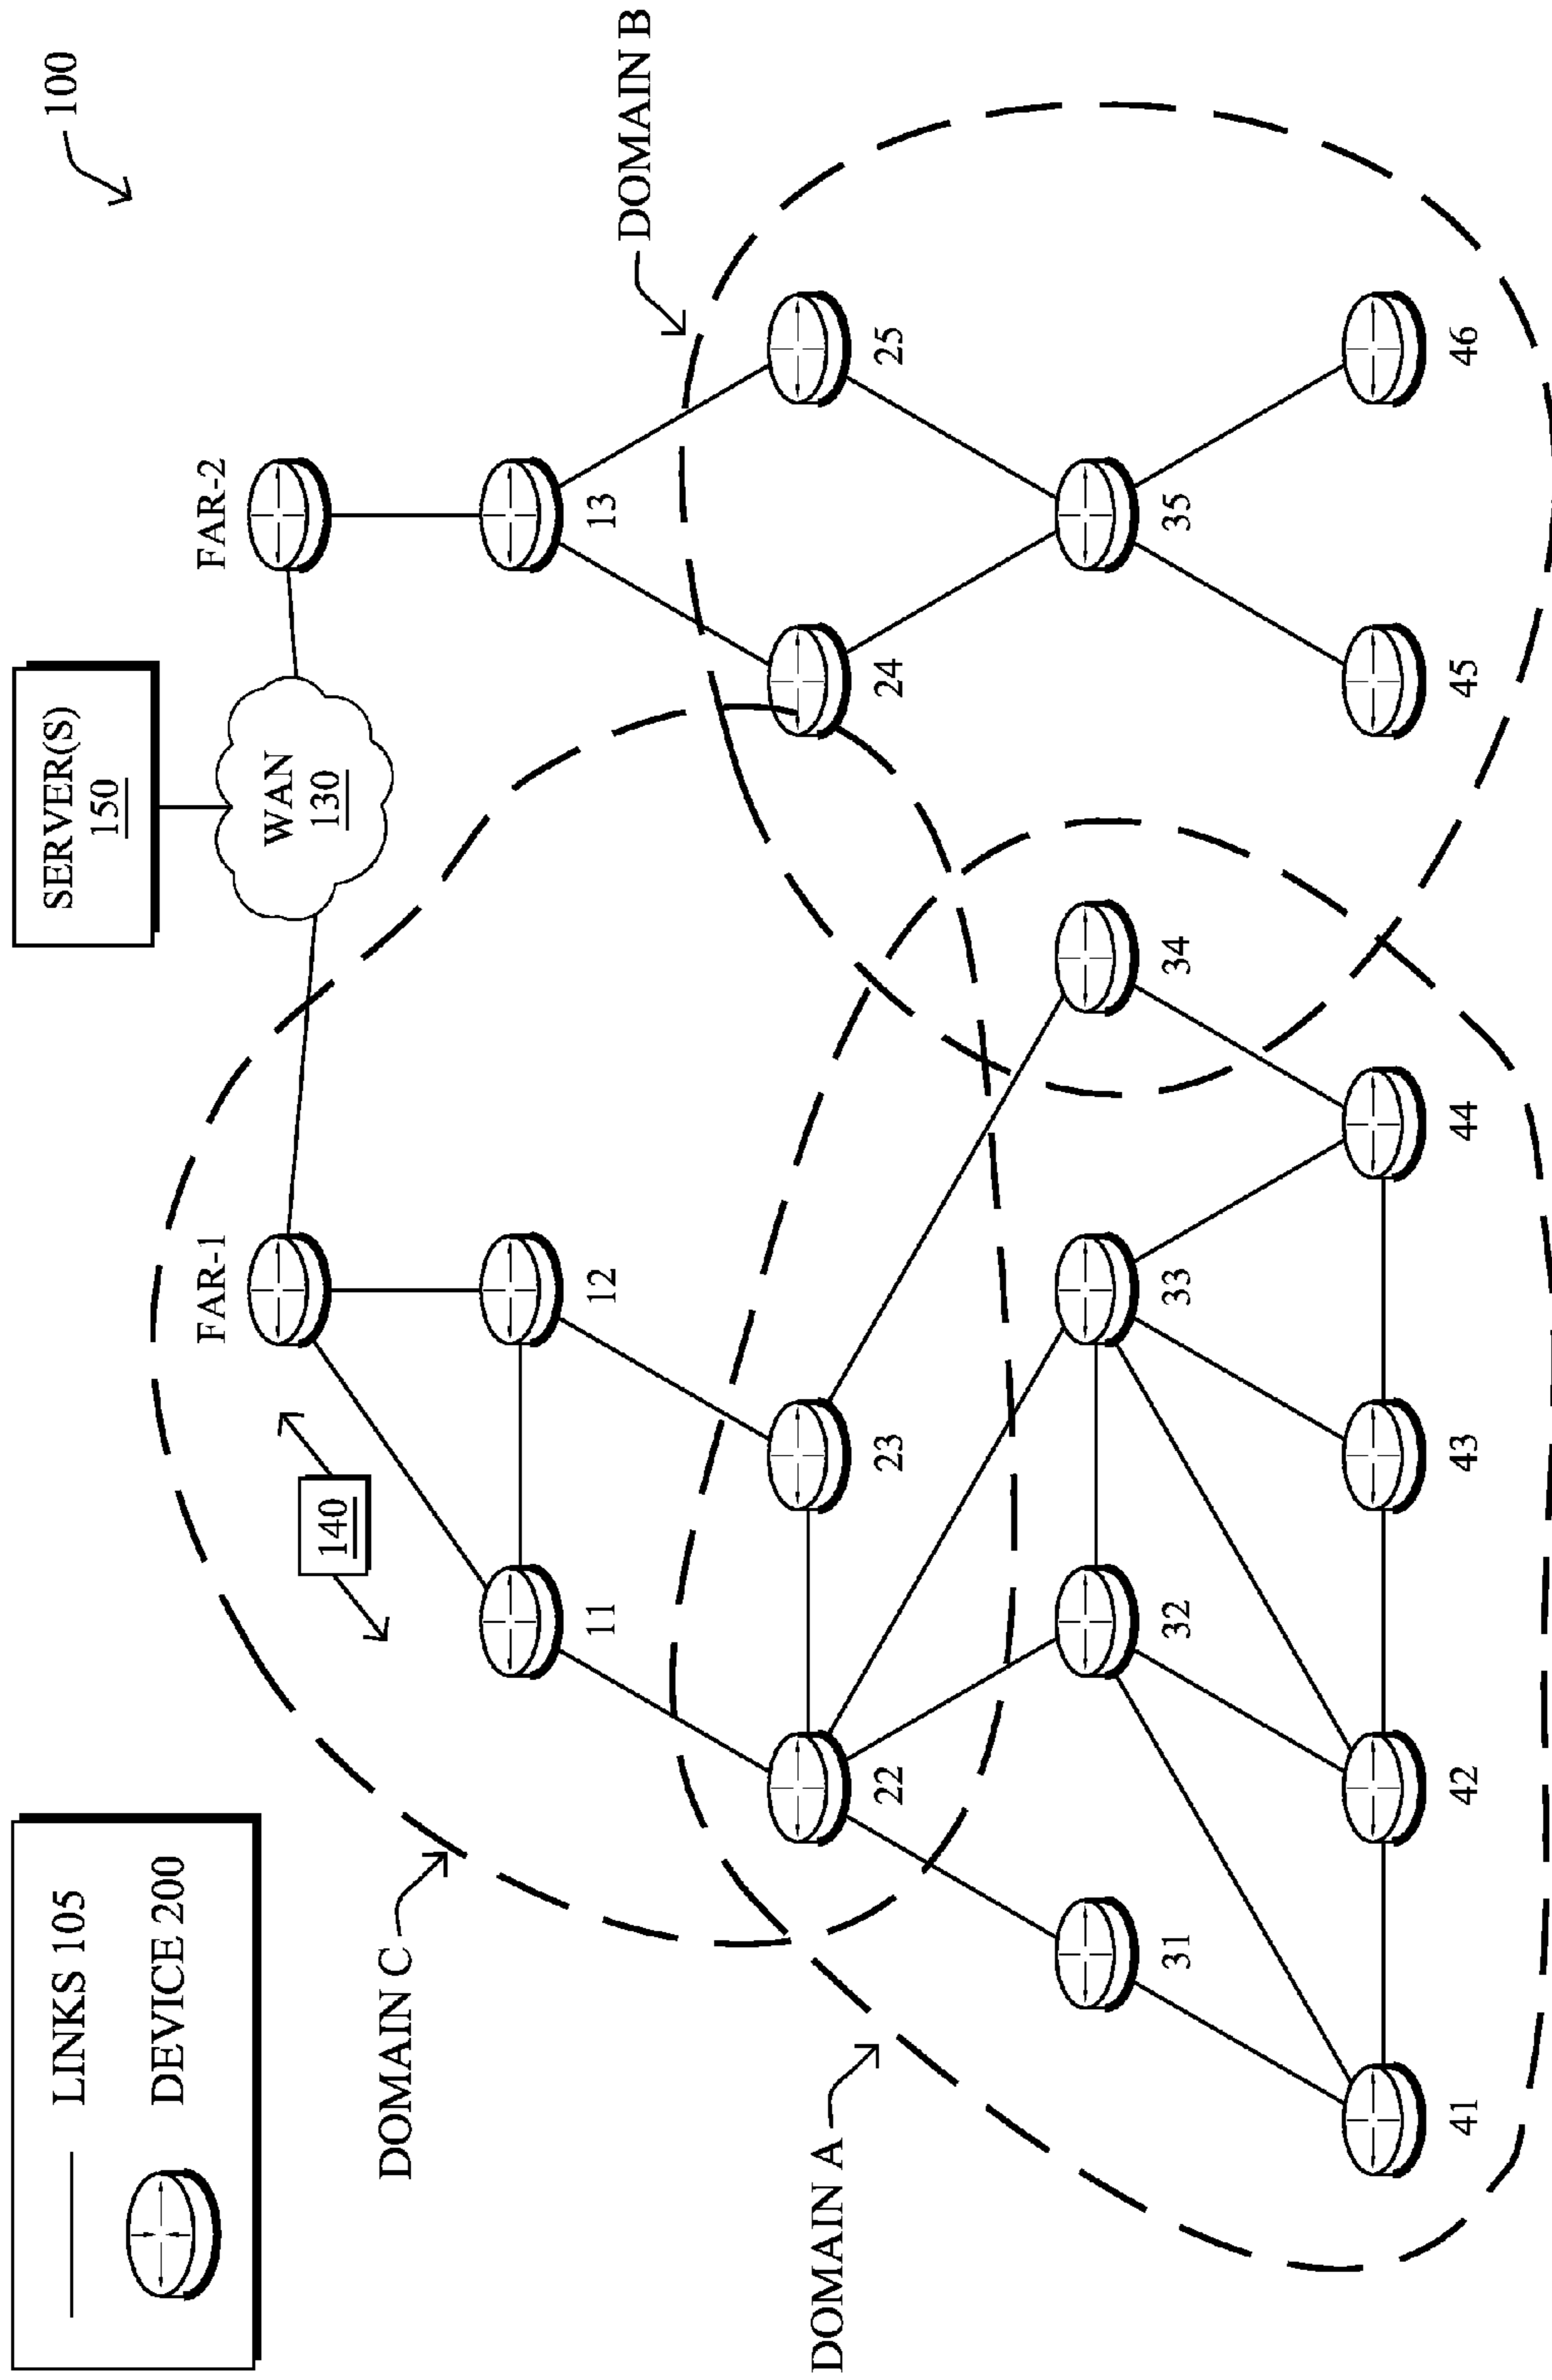 100
SERVER(S)
150
WAN
130
FAR-1
FAR-2
LINKS 105
DEVICE 200
140
DOMAIN C
DOMAIN B
11
12
13
DOMAIN A
22
23
24
25
31
32
33
34
35
41
42
43
44
45
46